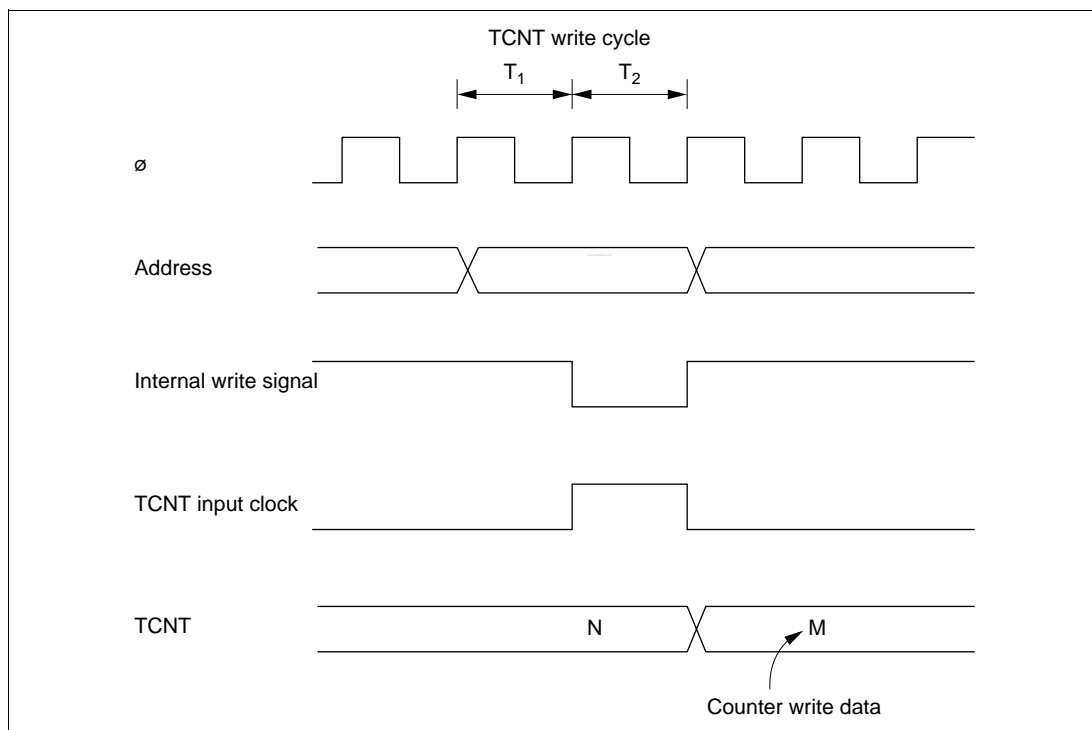 TCNT write cycle
T1 T2
ø
Address
Internal write signal
TCNT input clock
TCNT N M
Counter write data